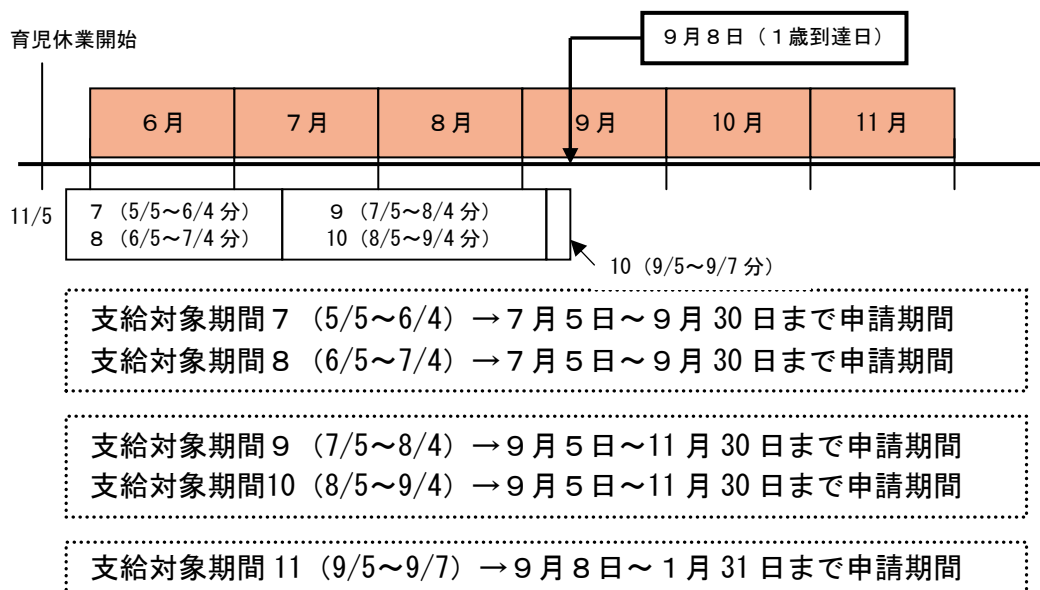 育児休業開始
９月８日（１歳到達日）
６月 ７月 ８月 ９月 10月 11月
11/5
７（5/5～6/4分） ９（7/5～8/4分）
８（6/5～7/4分） 10（8/5～9/4分）
10（9/5～9/7分）
支給対象期間７（5/5～6/4）→７月５日～９月30日まで申請期間
支給対象期間８（6/5～7/4）→７月５日～９月30日まで申請期間
支給対象期間９（7/5～8/4）→９月５日～11月30日まで申請期間
支給対象期間10（8/5～9/4）→９月５日～11月30日まで申請期間
支給対象期間11（9/5～9/7）→９月８日～１月31日まで申請期間